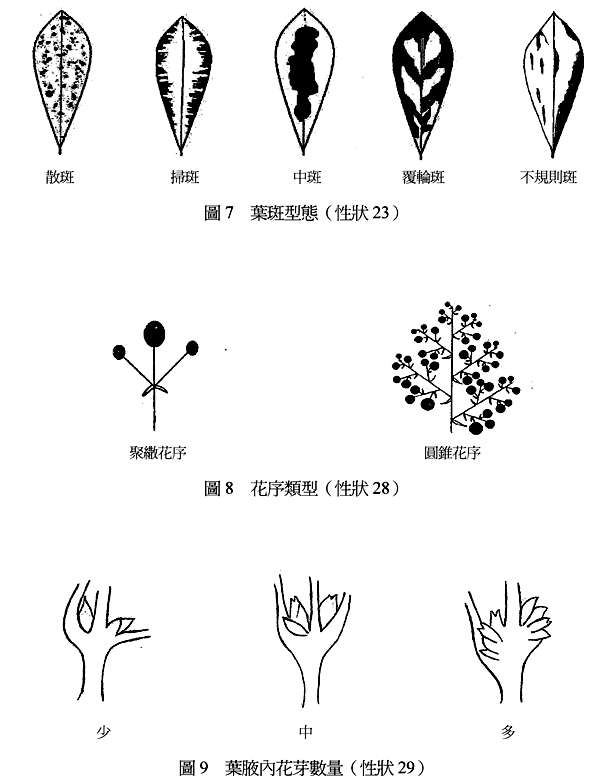 散斑 掃斑 中斑 覆輪斑 不規則斑
圖 7 葉斑型態（性狀 23）
聚繖花序 圓錐花序
圖 8 花序類型（性狀 28）
少 中 多
圖 9 葉腋內花芽數量（性狀 29）